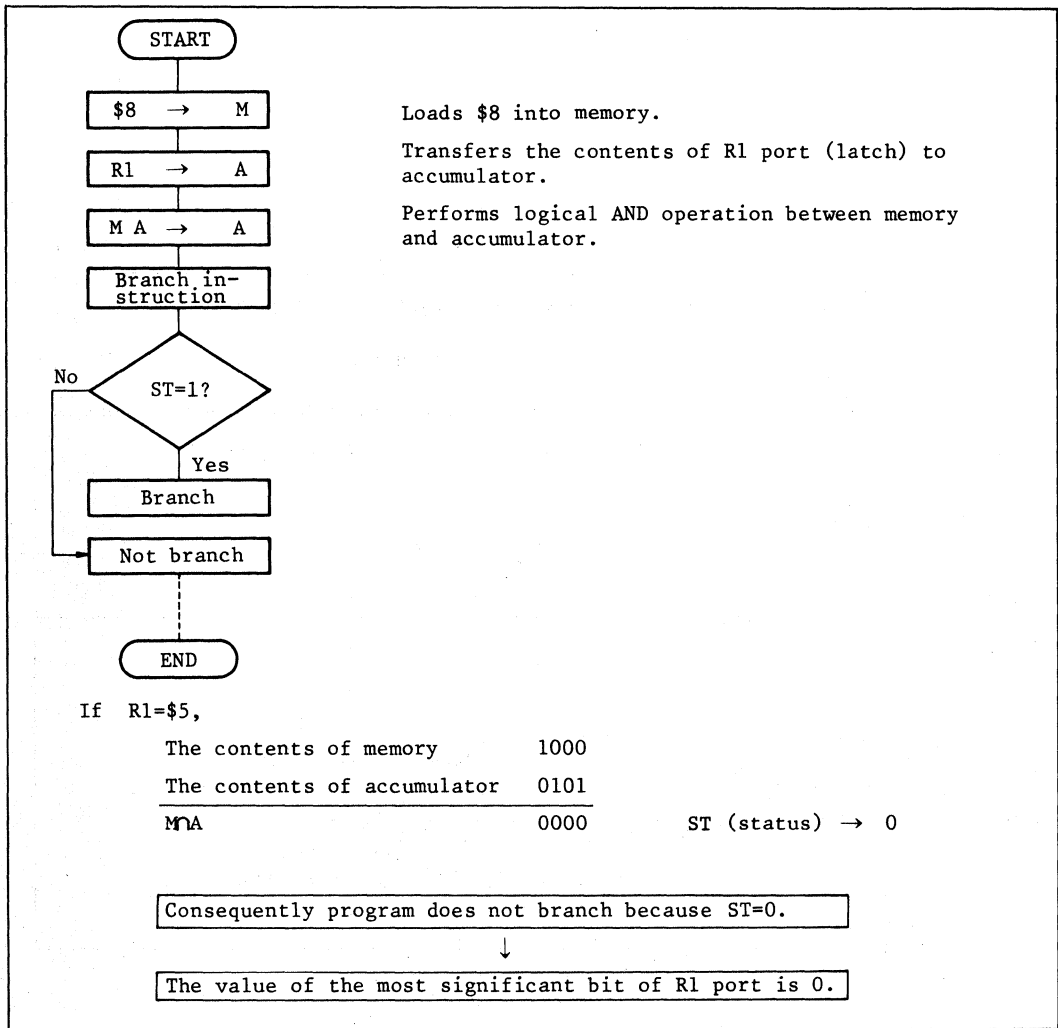 START
$8 → M
Loads $8 into memory.
R1 → A
Transfers the contents of R1 port (latch) to
accumulator.
M A → A
Performs logical AND operation between memory
and accumulator.
Branch in-
struction
No
ST=1?
Yes
Branch
Not branch
END
If R1=$5,
The contents of memory 1000
The contents of accumulator 0101
M∩A 0000 ST (status) → 0
Consequently program does not branch because ST=0.
↓
The value of the most significant bit of R1 port is 0.